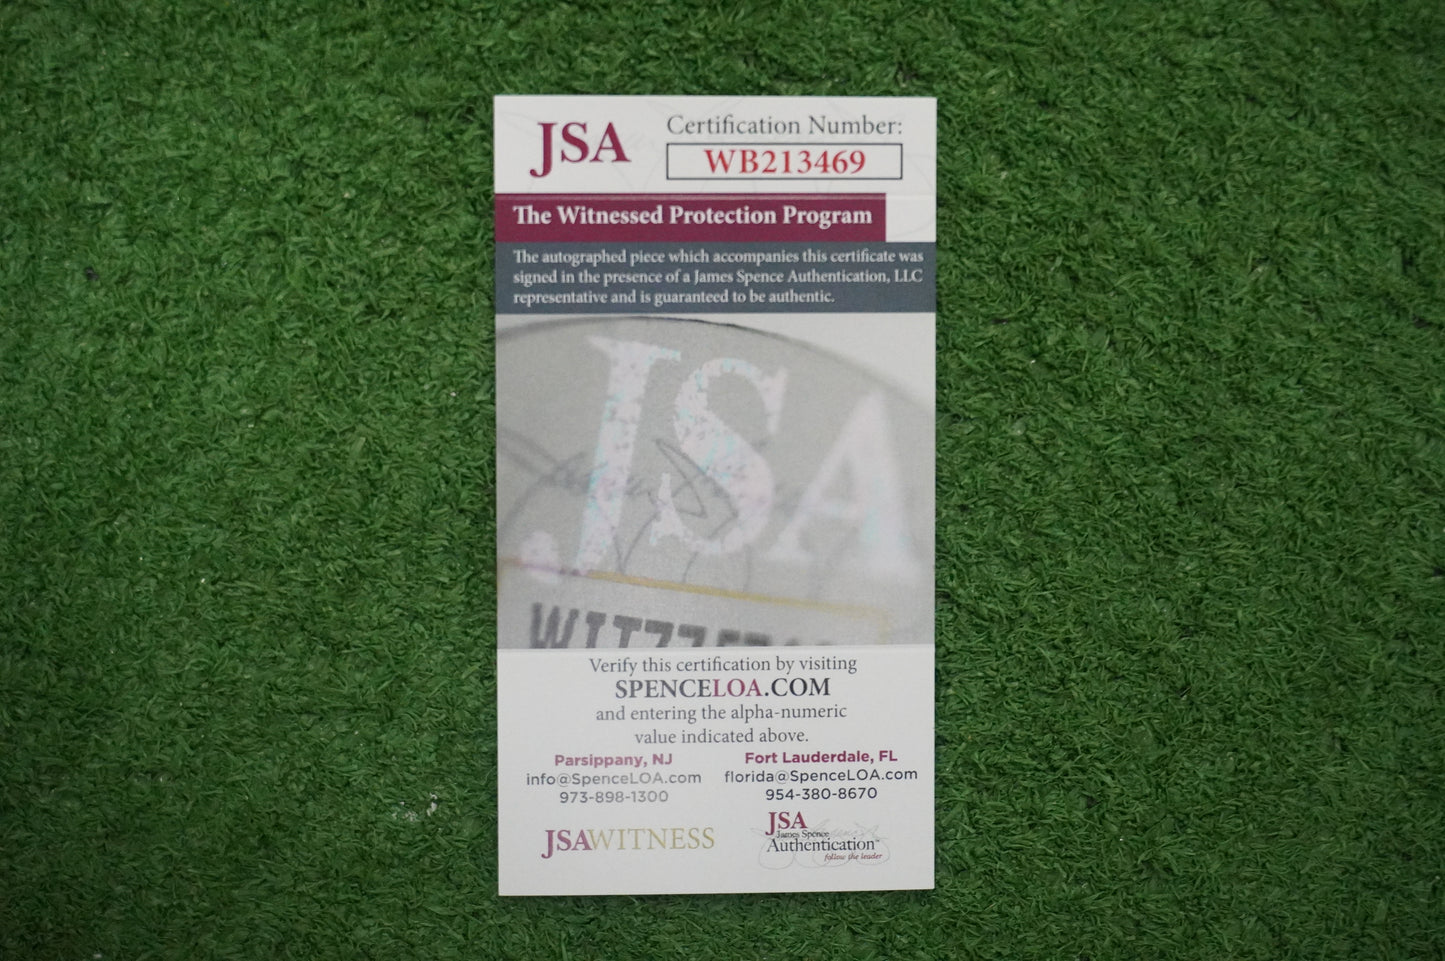 JSA
Certification Number:
WB213469
The Witnessed Protection Program
The autographed piece which accompanies this certificate was
signed in the presence of a James Spence Authentication, LLC
representative and is guaranteed to be authentic.
JSA
Verify this certification by visiting
SPENCELOA.COM
and entering the alpha-numeric
value indicated above.
Parsippany, NJ
info@SpenceLOA.com
973-898-1300
Fort Lauderdale, FL
florida@SpenceLOA.com
954-380-8670
JSAWITNESS
JSA
James Spence
Authentication
follow the leader